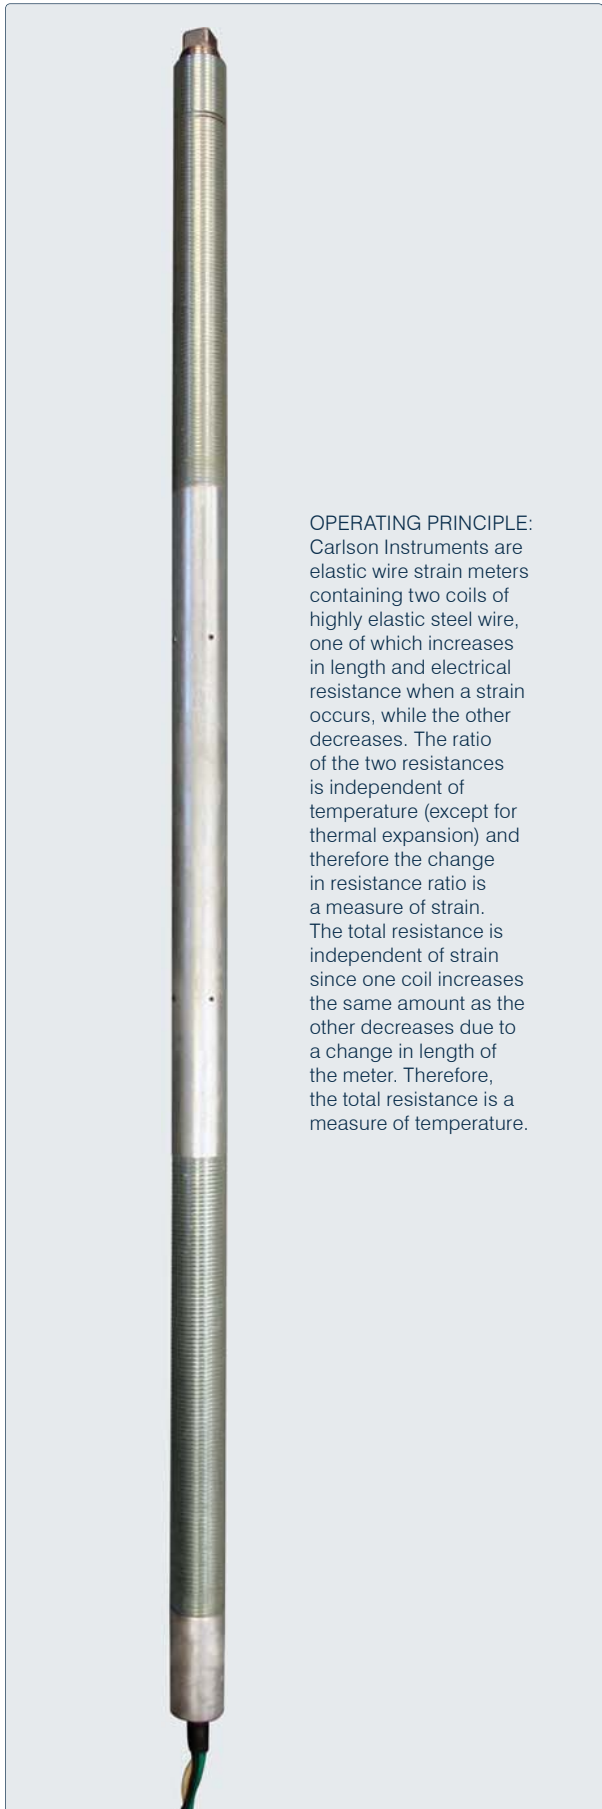 OPERATING PRINCIPLE:
Carlson Instruments are
elastic wire strain meters
containing two coils of
highly elastic steel wire,
one of which increases
in length and electrical
resistance when a strain
occurs, while the other
decreases. The ratio
of the two resistances
is independent of
temperature (except for
thermal expansion) and
therefore the change
in resistance ratio is
a measure of strain.
The total resistance is
independent of strain
since one coil increases
the same amount as the
other decreases due to
a change in length of
the meter. Therefore,
the total resistance is a
measure of temperature.